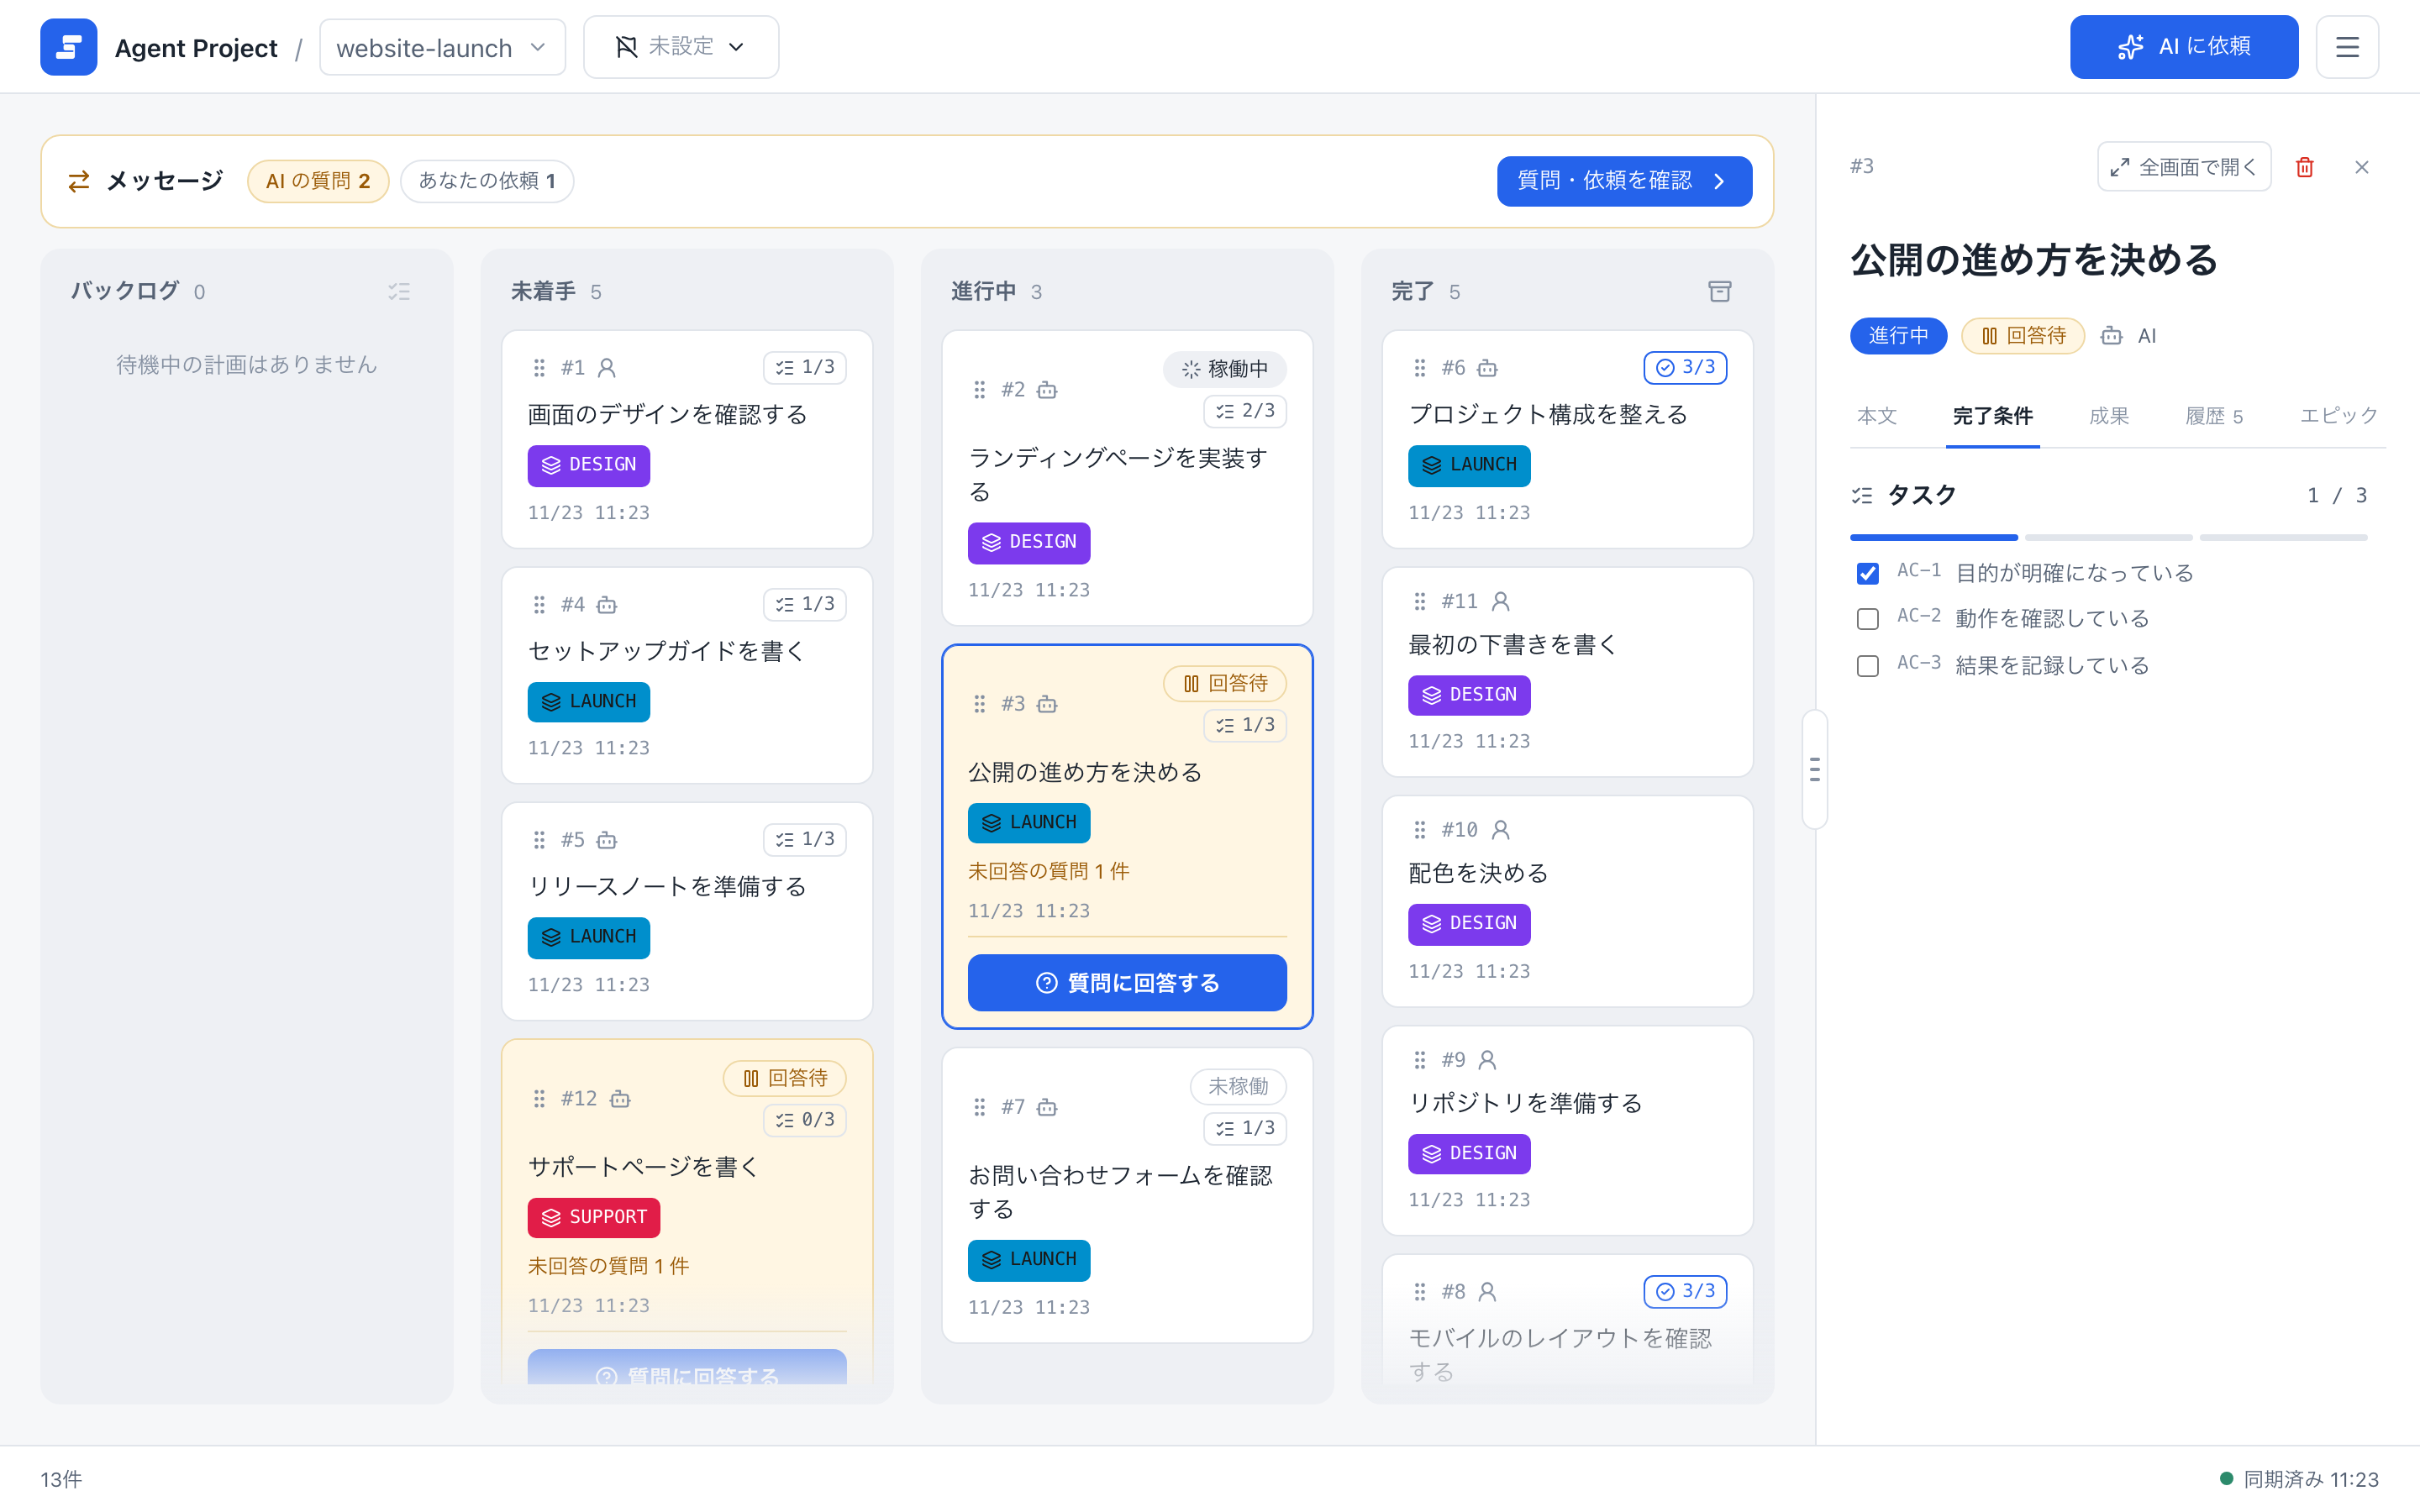 Agent Project / website-launch 未設定 AI に依頼
メッセージ AI の質問 2 あなたの依頼 1 質問・依頼を確認
バックログ 0
待機中の計画はありません
未着手 5
#1 1/3
画面のデザインを確認する
DESIGN
11/23 11:23
#4 1/3
セットアップガイドを書く
LAUNCH
11/23 11:23
#5 1/3
リリースノートを準備する
LAUNCH
11/23 11:23
回答待
#12 0/3
サポートページを書く
SUPPORT
未回答の質問 1 件
11/23 11:23
質問に回答する
進行中 3
稼働中
#2 2/3
ランディングページを実装す
る
DESIGN
11/23 11:23
回答待
#3 1/3
公開の進め方を決める
LAUNCH
未回答の質問 1 件
11/23 11:23
質問に回答する
未稼働
#7 1/3
お問い合わせフォームを確認
する
LAUNCH
11/23 11:23
完了 5
#6 3/3
プロジェクト構成を整える
LAUNCH
11/23 11:23
#11
最初の下書きを書く
DESIGN
11/23 11:23
#10
配色を決める
DESIGN
11/23 11:23
#9
リポジトリを準備する
DESIGN
11/23 11:23
#8 3/3
モバイルのレイアウトを確認
する
#3 全画面で開く
公開の進め方を決める
進行中 回答待 AI
本文 完了条件 成果 履歴 5 エピック
タスク 1 / 3
AC-1 目的が明確になっている
AC-2 動作を確認している
AC-3 結果を記録している
13件 同期済み 11:23